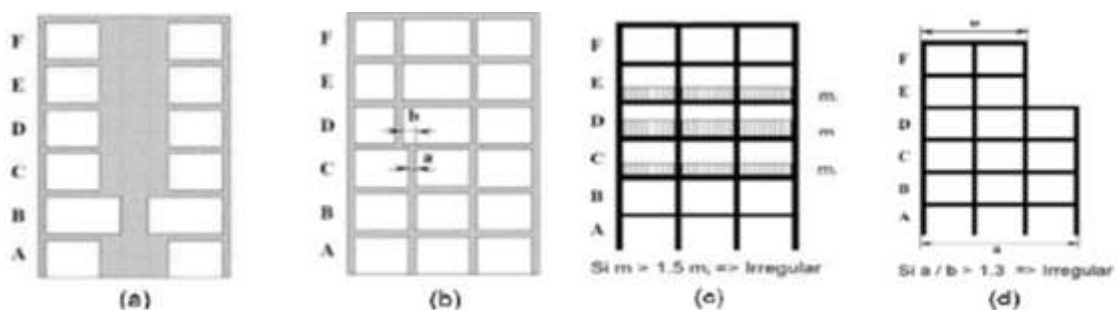 F
E
D
C
B
A
(a)
F
E
D
C
B
A
b
a
(b)
F
E
D
C
B
A
m.
m
m.
Si m > 1.5 m, => Irregular
(c)
F
E
D
C
B
A
a
Si a / b > 1.3 => Irregular
(d)